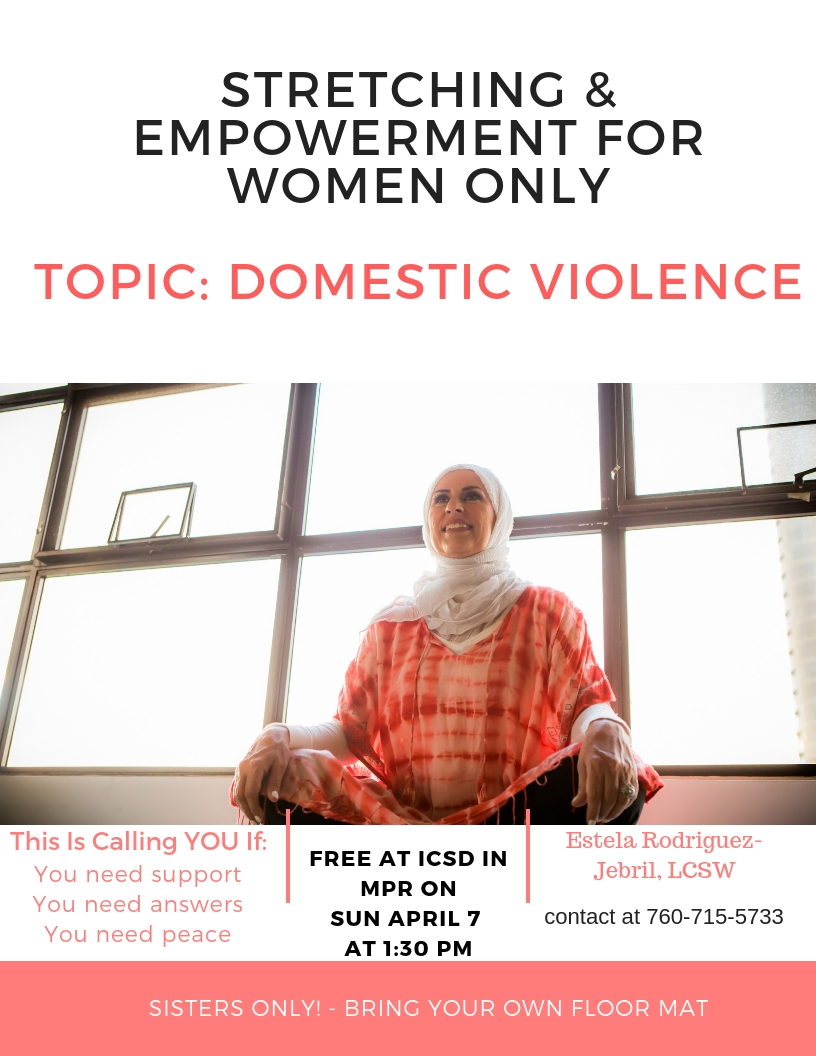 STRETCHING &
EMPOWERMENT FOR
WOMEN ONLY
TOPIC: DOMESTIC VIOLENCE
This Is Calling YOU If:
You need support
You need answers
You need peace
FREE AT ICSD IN
MPR ON
SUN APRIL 7
AT 1:30 PM
Estela Rodriguez-
Jebril, LCSW
contact at 760-715-5733
SISTERS ONLY! - BRING YOUR OWN FLOOR MAT